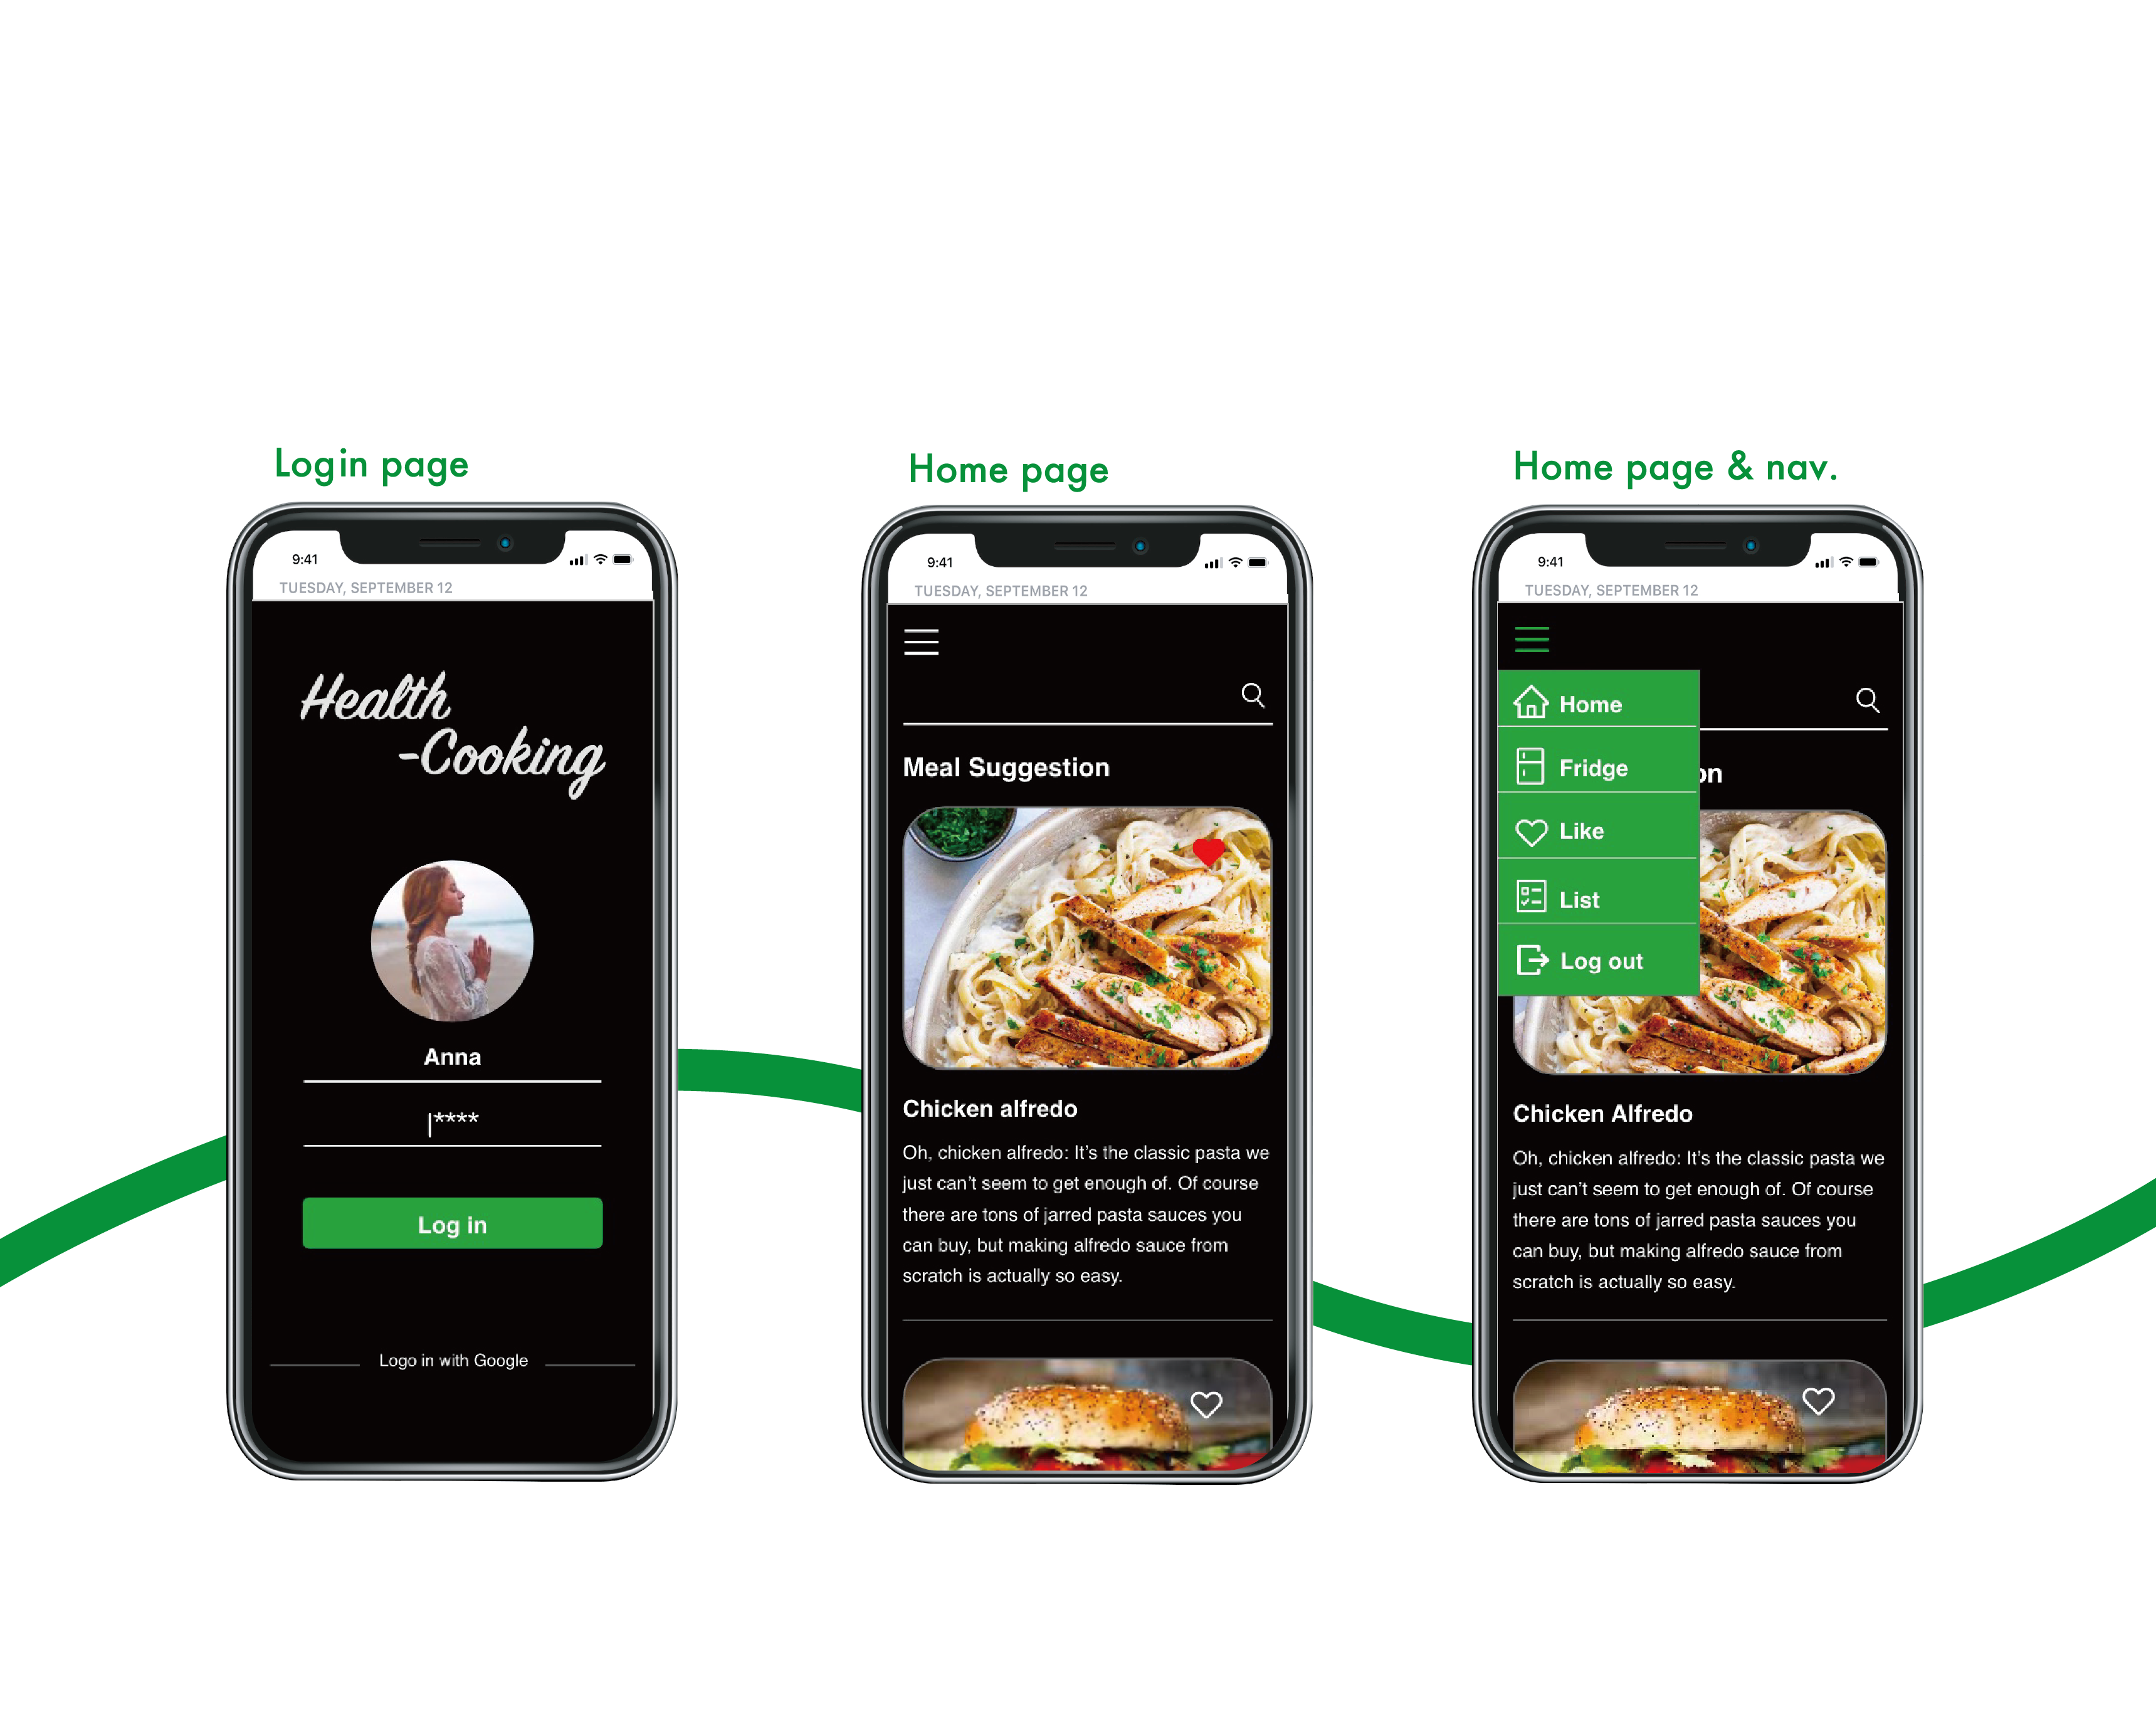 Login page
9:41
TUESDAY, SEPTEMBER 12
Health
-Cooking
Anna
|****
Log in
Logo in with Google
Home page
9:41
TUESDAY, SEPTEMBER 12
Meal Suggestion
Chicken alfredo
Oh, chicken alfredo: It's the classic pasta we
just can't seem to get enough of. Of course
there are tons of jarred pasta sauces you
can buy, but making alfredo sauce from
scratch is actually so easy.
Home page & nav.
9:41
TUESDAY, SEPTEMBER 12
Home
Fridge
on
Like
List
Log out
Chicken Alfredo
Oh, chicken alfredo: It's the classic pasta we
just can't seem to get enough of. Of course
there are tons of jarred pasta sauces you
can buy, but making alfredo sauce from
scratch is actually so easy.